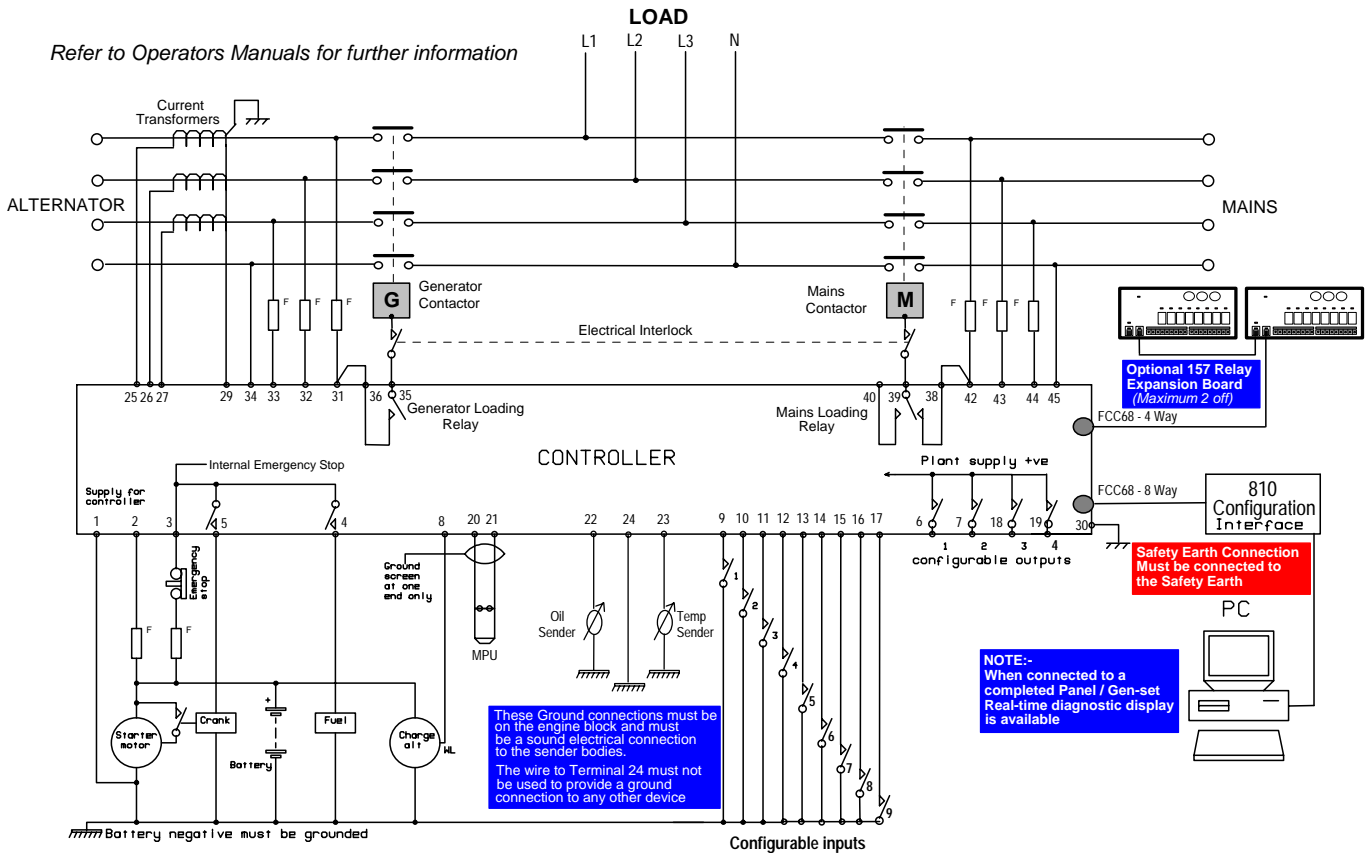 LOAD
Refer to Operators Manuals for further information
L1 L2 L3 N
Current
Transformers
ALTERNATOR
MAINS
G
Generator
Contactor
Mains
Contactor
M
F F F
F F F
Electrical Interlock
Optional 157 Relay
Expansion Board
(Maximum 2 off)
25 26 27 29 34 33 32 31 36 35
40 39 38 42 43 44 45
Generator Loading
Relay
Mains Loading
Relay
FCC68 - 4 Way
CONTROLLER
Internal Emergency Stop
Plant supply +ve
Supply for
controller
FCC68 - 8 Way
810
Configuration
Interface
1 2 3 5 4 8 20 21 22 24 23 9 10 11 12 13 14 15 16 17 6 7 18 19 30
1 2 3 4
configurable outputs
Emergency
stop
Ground
screen
at one
end only
Safety Earth Connection
Must be connected to
the Safety Earth
PC
F F
MPU
Oil
Sender
Temp
Sender
1
2
3
4
5
6
7
8
9
NOTE:-
When connected to a
completed Panel / Gen-set
Real-time diagnostic display
is available
Starter
motor
Crank
+
Battery
Fuel
Charge
alt
WL
These Ground connections must be
on the engine block and must
be a sound electrical connection
to the sender bodies.
The wire to Terminal 24 must not
be used to provide a ground
connection to any other device
Battery negative must be grounded
Configurable inputs